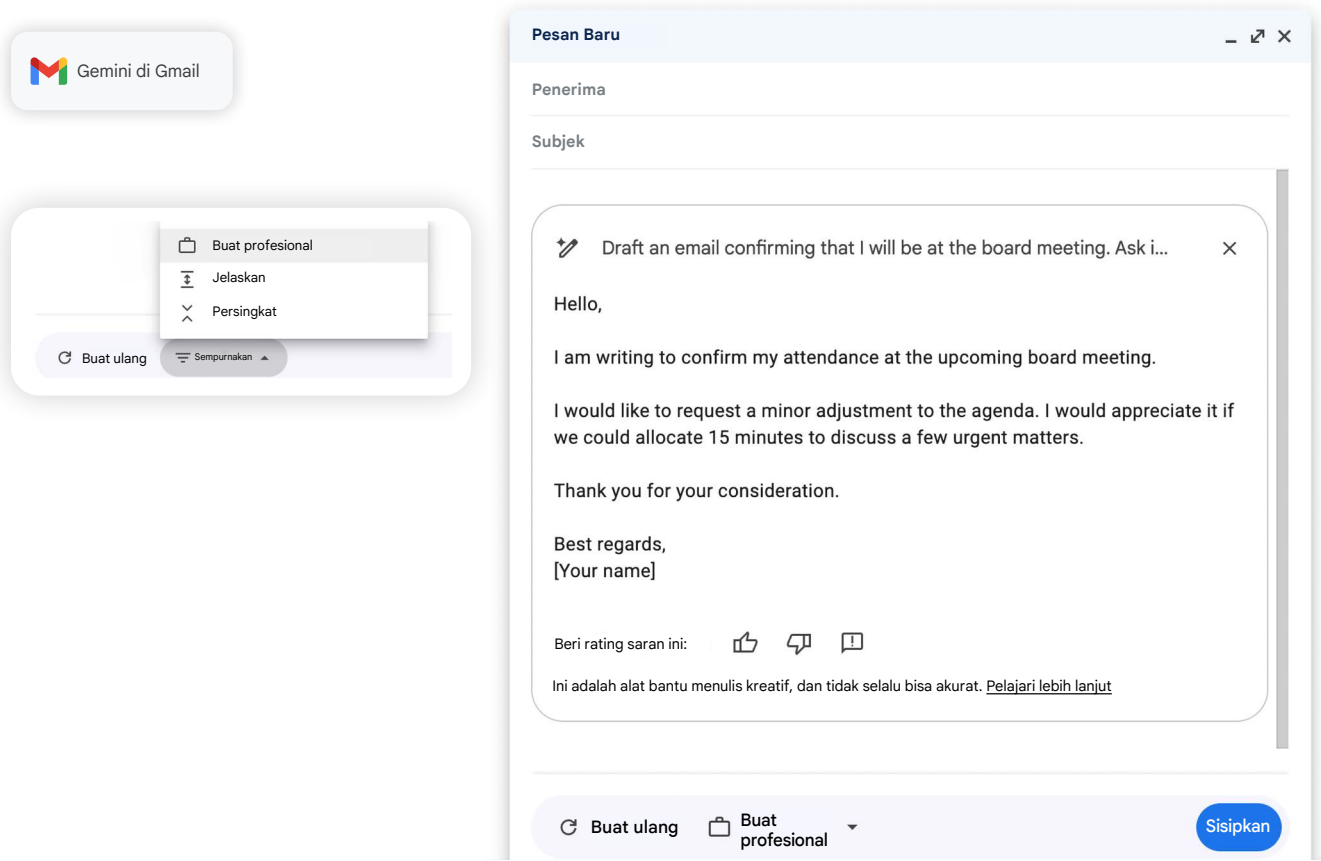 Gemini di Gmail
Buat profesional
Jelaskan
Persingkat
Buat ulang
Sempurnakan
Pesan Baru
Penerima
Subjek
Draft an email confirming that I will be at the board meeting. Ask i...
Hello,
I am writing to confirm my attendance at the upcoming board meeting.
I would like to request a minor adjustment to the agenda. I would appreciate it if
we could allocate 15 minutes to discuss a few urgent matters.
Thank you for your consideration.
Best regards,
[Your name]
Beri rating saran ini:
Ini adalah alat bantu menulis kreatif, dan tidak selalu bisa akurat. Pelajari lebih lanjut
Buat ulang
Buat
profesional
Sisipkan